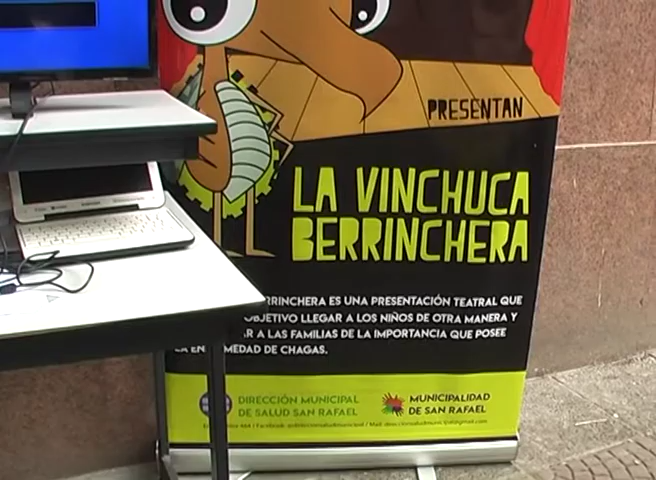 PRESENTAN
LA VINCHUCA
BERRINCHERA
BERRINCHERA ES UNA PRESENTACIÓN TEATRAL QUE
OBJETIVO LLEGAR A LOS NIÑOS DE OTRA MANERA Y
A LAS FAMILIAS DE LA IMPORTANCIA QUE POSEE
LA ENFERMEDAD DE CHAGAS.
DIRECCIÓN MUNICIPAL
DE SALUD SAN RAFAEL
MUNICIPALIDAD
DE SAN RAFAEL